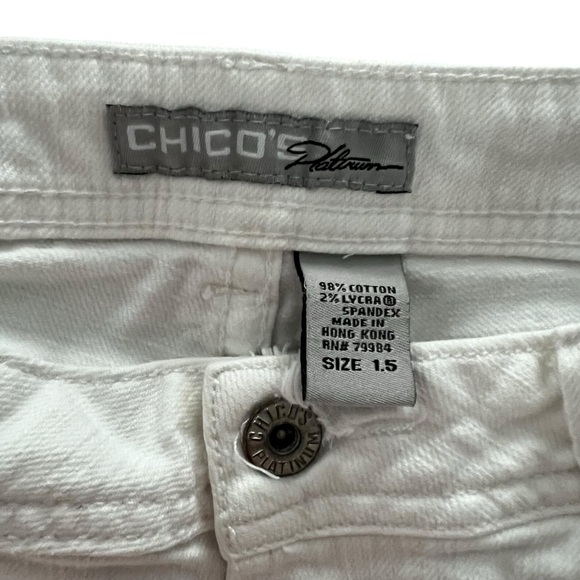 CHICO'S Platinum
98% COTTON
2% LYCRA®
SPANDEX
MADE IN
HONG KONG
RN# 79984
SIZE 1.5
CHICO'S
PLATINUM